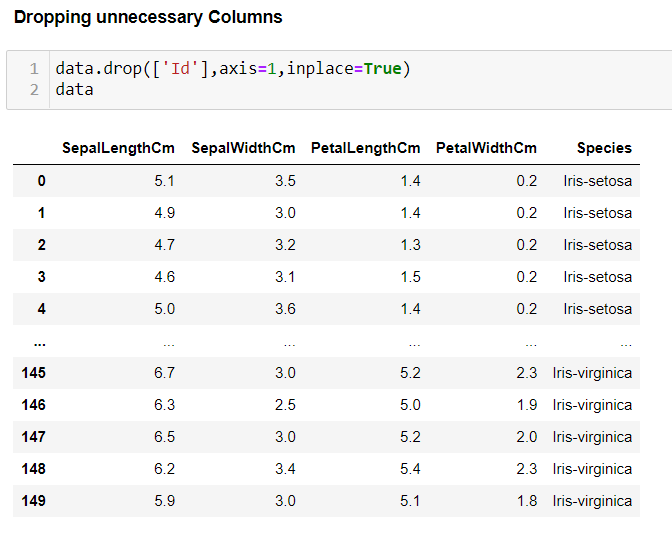 Dropping unnecessary Columns
1 data.drop(['Id'],axis=1,inplace=True)
2 data
SepalLengthCm SepalWidthCm PetalLengthCm PetalWidthCm Species
0 5.1 3.5 1.4 0.2 Iris-setosa
1 4.9 3.0 1.4 0.2 Iris-setosa
2 4.7 3.2 1.3 0.2 Iris-setosa
3 4.6 3.1 1.5 0.2 Iris-setosa
4 5.0 3.6 1.4 0.2 Iris-setosa
... ... ... ... ... ...
145 6.7 3.0 5.2 2.3 Iris-virginica
146 6.3 2.5 5.0 1.9 Iris-virginica
147 6.5 3.0 5.2 2.0 Iris-virginica
148 6.2 3.4 5.4 2.3 Iris-virginica
149 5.9 3.0 5.1 1.8 Iris-virginica